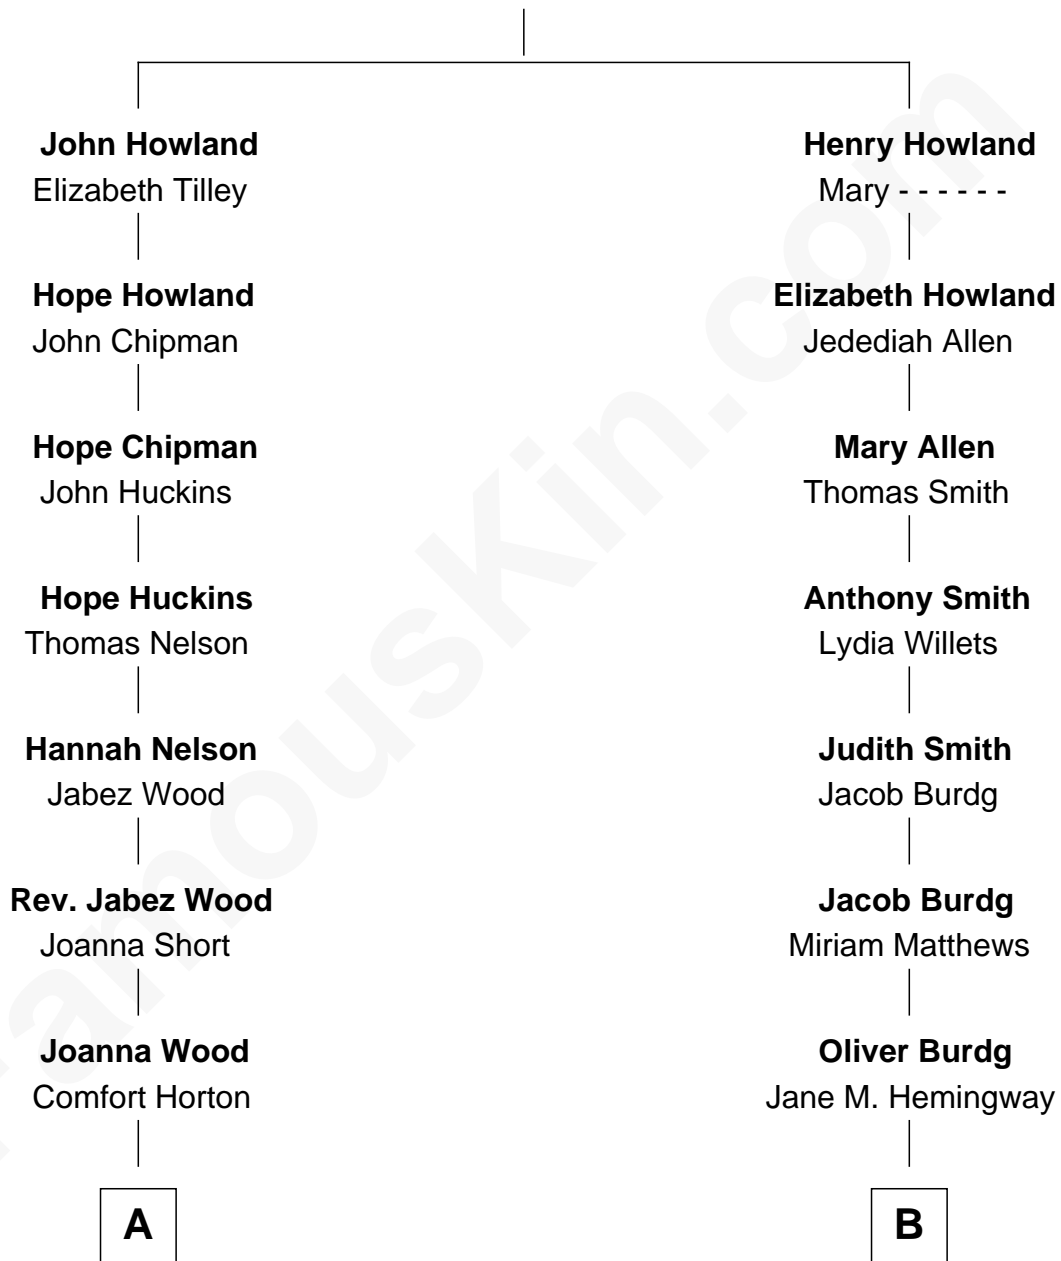 John Howland
Elizabeth Tilley
Hope Howland
John Chipman
Hope Chipman
John Huckins
Hope Huckins
Thomas Nelson
Hannah Nelson
Jabez Wood
Rev. Jabez Wood
Joanna Short
Joanna Wood
Comfort Horton
A
Henry Howland
Mary - - - - - -
Elizabeth Howland
Jedediah Allen
Mary Allen
Thomas Smith
Anthony Smith
Lydia Willets
Judith Smith
Jacob Burdg
Jacob Burdg
Miriam Matthews
Oliver Burdg
Jane M. Hemingway
B
FamousKin.com